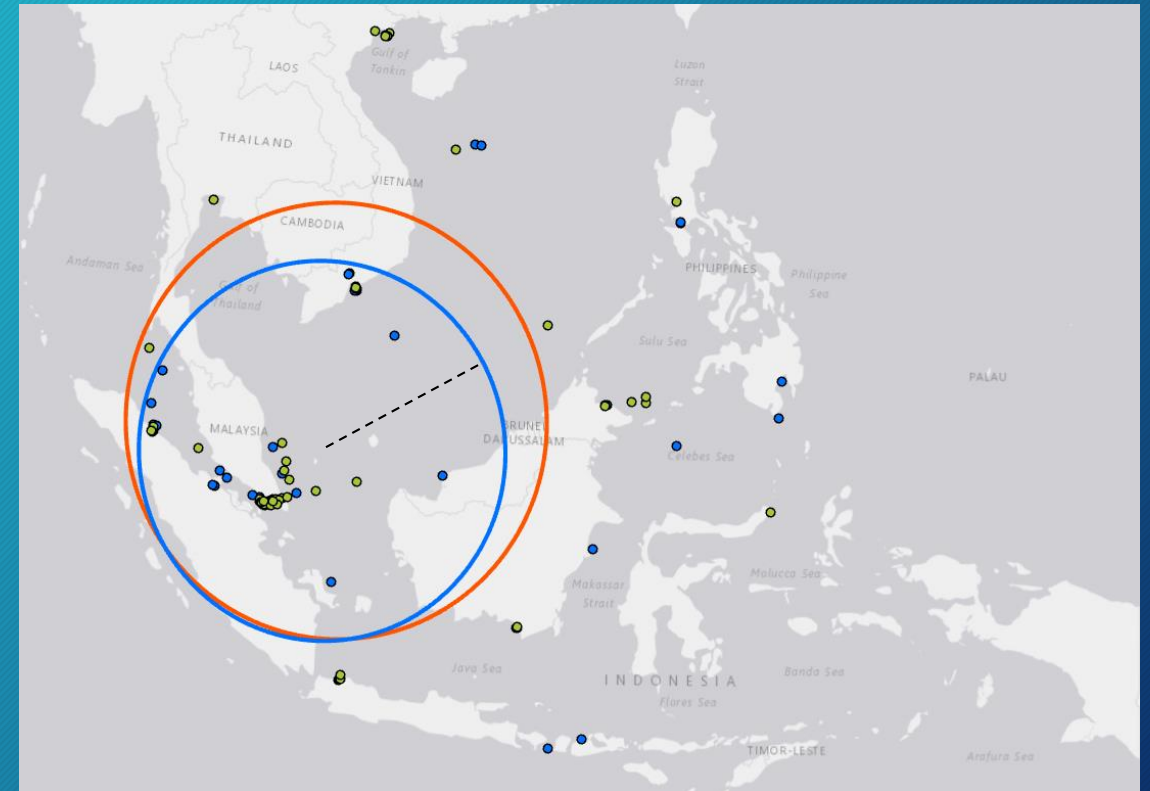 Gulf of
Tonkin
LAOS
Luzon
Strait
THAILAND
VIETNAM
CAMBODIA
Andaman Sea
PHILIPPINES
Philippine
Sea
Gulf of
Thailand
Sulu Sea
PALAU
MALAYSIA
BRUNEI
DARUSSALAM
Celebes Sea
Molucca Sea
Makassar
Strait
Java Sea
INDONESIA
Banda Sea
Flores Sea
TIMOR-LESTE
Arafura Sea